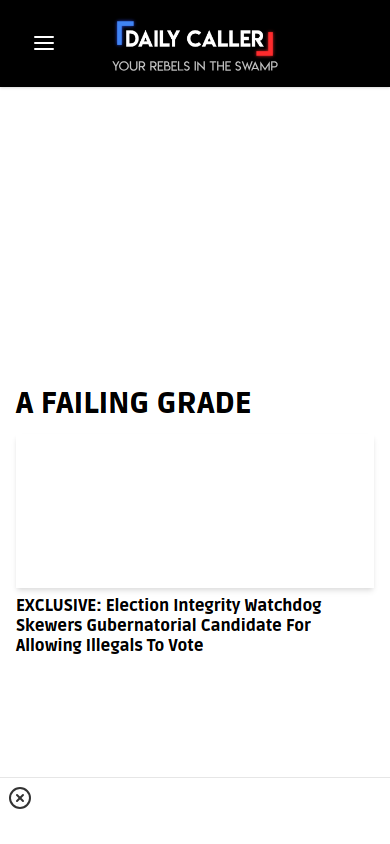 DAILY CALLER
YOUR REBELS IN THE SWAMP
A FAILING GRADE
EXCLUSIVE: Election Integrity Watchdog
Skewers Gubernatorial Candidate For
Allowing Illegals To Vote